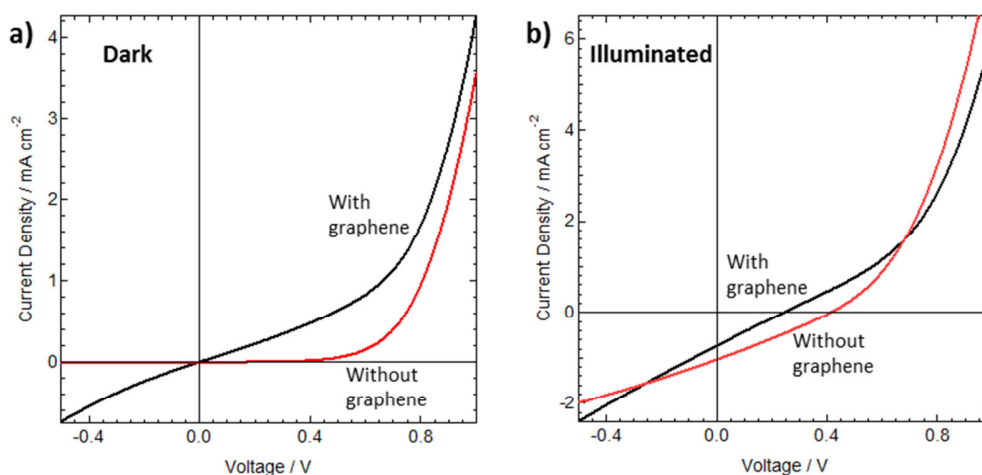 a)
Dark
Current Density / mA cm-2
4
3
2
1
0
With
graphene
Without
graphene
-0.4
0.0
0.4
0.8
Voltage / V
b)
Illuminated
Current Density / mA cm-2
6
4
2
0
-2
With
graphene
Without
graphene
-0.4
0.0
0.4
0.8
Voltage / V